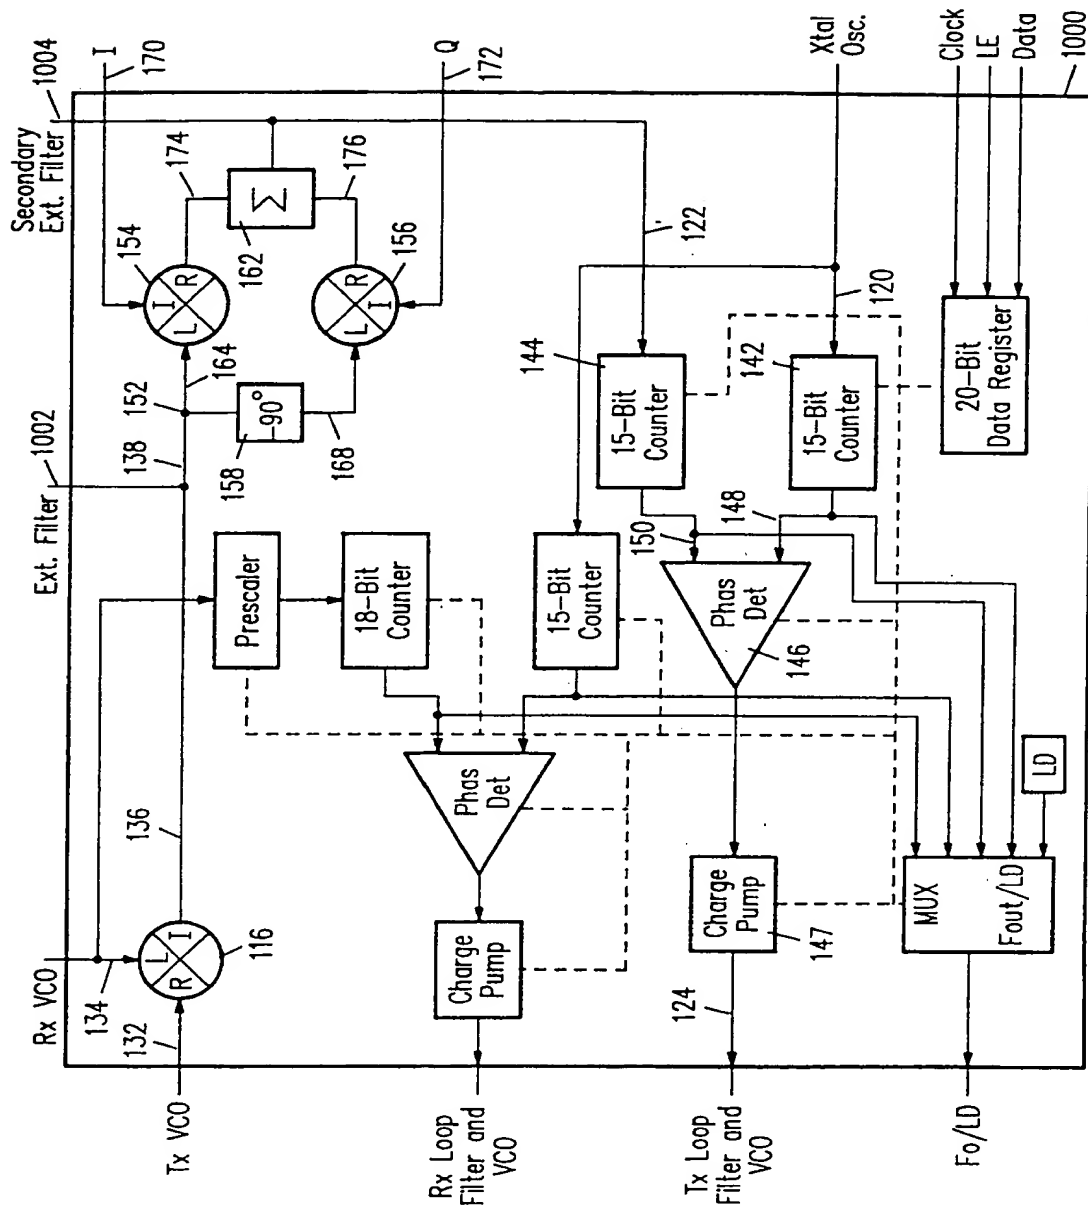 Secondary
Ext. Filter
1004
I
170
Q
172
Xtal
Osc.
Clock
LE
Data
1000
Ext. Filter
1002
174
176
Σ
162
154
L
I
R
156
L
I
R
164
152
138
158
-90°
168
122
120
144
15-Bit
Counter
142
15-Bit
Counter
20-Bit
Data Register
148
150
Prescaler
18-Bit
Counter
15-Bit
Counter
Phas
Det
146
Phas
Det
136
Rx VCO
134
132
L
R
I
116
Charge
Pump
Charge
Pump
147
124
MUX
Fout/LD
LD
Tx VCO
Rx Loop
Filter and
VCO
Tx Loop
Filter and
VCO
Fo/LD